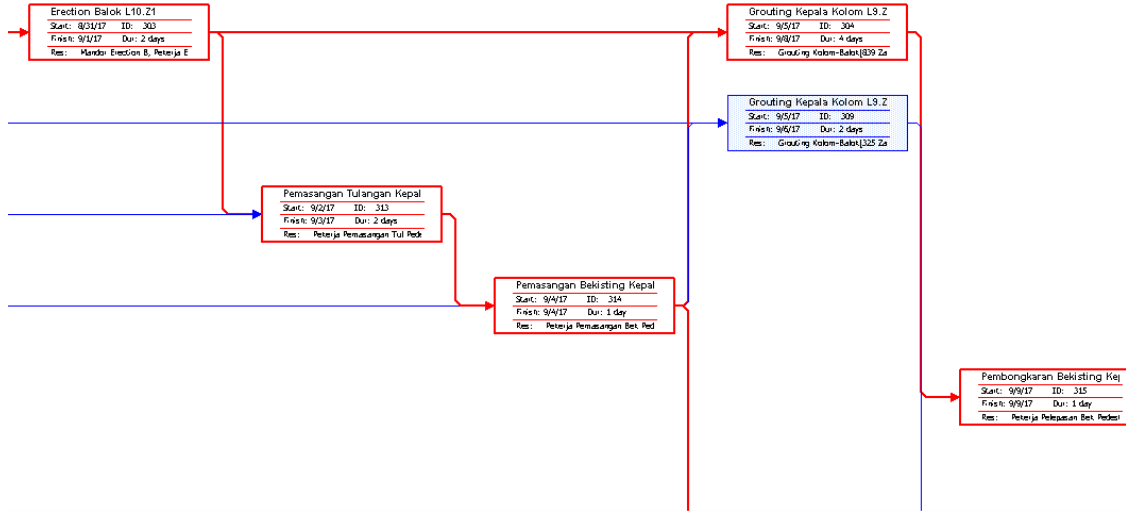 Erection Balok L10.Z1
Start: 8/31/17 ID: 303
Finish: 9/1/17 Dur: 2 days
Res: Mandor Erection B, Pekerja E
Grouting Kepala Kolom L9.Z
Start: 9/5/17 ID: 304
Finish: 9/8/17 Dur: 4 days
Res: Grouting Kolom-Balok[839 Za
Grouting Kepala Kolom L9.Z
Start: 9/5/17 ID: 309
Finish: 9/6/17 Dur: 2 days
Res: Grouting Kolom-Balok[325 Za
Pemasangan Tulangan Kepal
Start: 9/2/17 ID: 313
Finish: 9/3/17 Dur: 2 days
Res: Pekerja Pemasangan Tul Pede
Pemasangan Bekisting Kepal
Start: 9/4/17 ID: 314
Finish: 9/4/17 Dur: 1 day
Res: Pekerja Pemasangan Bek Ped
Pembongkaran Bekisting Kep
Start: 9/9/17 ID: 315
Finish: 9/9/17 Dur: 1 day
Res: Pekerja Pelepasan Bek Pedest